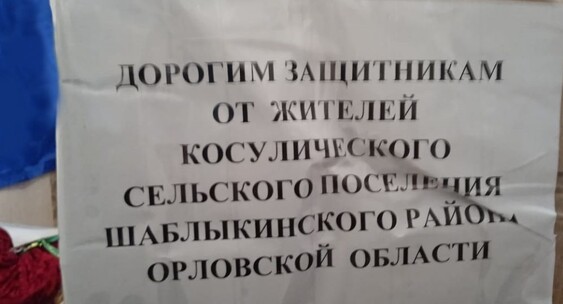 ДОРОГИМ ЗАЩИТНИКАМ
ОТ ЖИТЕЛЕЙ
КОСУЛИЧЕСКОГО
СЕЛЬСКОГО ПОСЕЛЕНИЯ
ШАБЛЫКИНСКОГО РАЙОНА
ОРЛОВСКОЙ ОБЛАСТИ